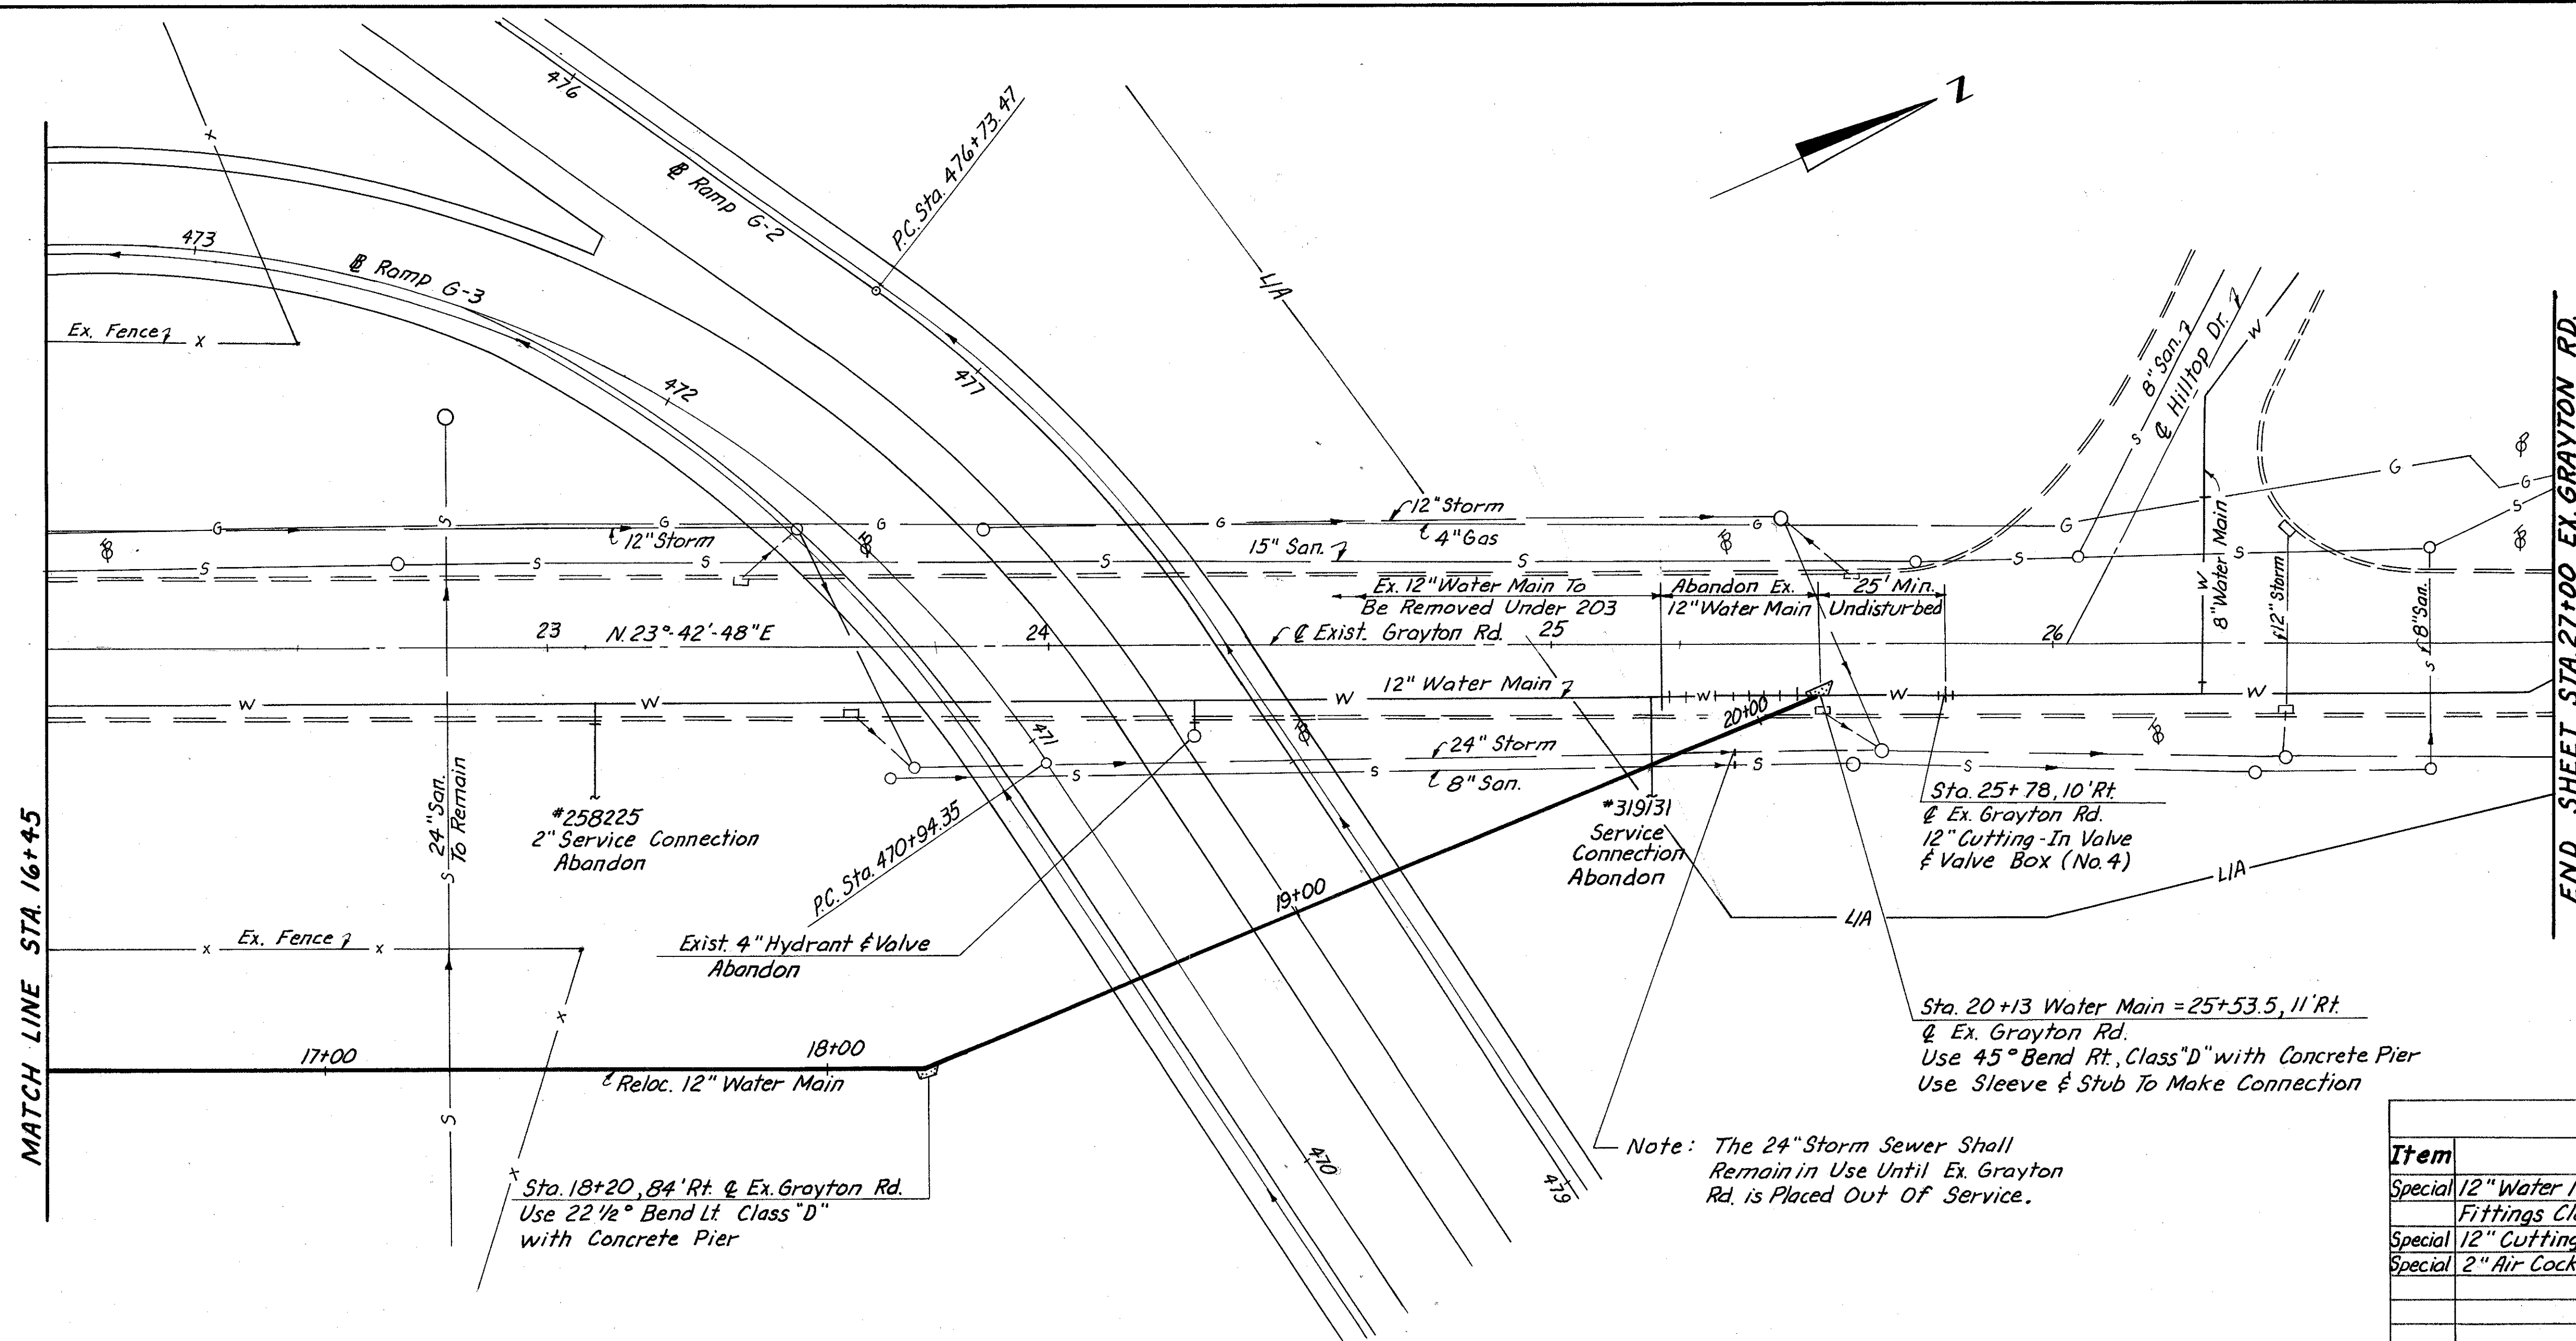 476
P.C. Sta. 476+73.47
N
℄ Ramp G-2
473
℄ Ramp G-3
Ex. Fence
X
X
472
477
L/A
8" San.
℄ Hilltop Dr.
W
S
12" Storm
4" Gas
15" San.
G
12" Storm
S
G
G
G
G
G
G
G
S
S
S
S
S
S
S
S
S
8" Water Main
W
12" Storm
8" San.
S
Ex. 12" Water Main To
Be Removed Under 203
Abandon Ex.
12" Water Main
25' Min.
Undisturbed
23
N. 23°-42'-48" E
24
℄ Exist. Grayton Rd.
25
26
W
W
W
12" Water Main
W
W
W
20+00
24" Storm
8" San.
S
S
S
S
471
P.C. Sta. 470+94.35
24" San.
To Remain
S
#258225
2" Service Connection
Abandon
#319131
Service
Connection
Abandon
Sta. 25+78, 10' Rt.
℄ Ex. Grayton Rd.
12" Cutting-In Valve
& Valve Box (No. 4)
L/A
L/A
19+00
Exist. 4" Hydrant & Valve
Abandon
X
Ex. Fence
X
X
X
17+00
18+00
Reloc. 12" Water Main
S
Sta. 18+20, 84' Rt. ℄ Ex. Grayton Rd.
Use 22 1/2° Bend Lt. Class "D"
with Concrete Pier
470
479
Sta. 20+13 Water Main = 25+53.5, 11' Rt.
℄ Ex. Grayton Rd.
Use 45° Bend Rt., Class "D" with Concrete Pier
Use Sleeve & Stub To Make Connection
Note: The 24" Storm Sewer Shall
Remain in Use Until Ex. Grayton
Rd. is Placed Out Of Service.
MATCH LINE STA. 16+45
END SHEET STA. 27+00 EX. GRAYTON RD.
Item
Special 12" Water
Fittings
Special 12" Cutting
Special 2" Air Cock